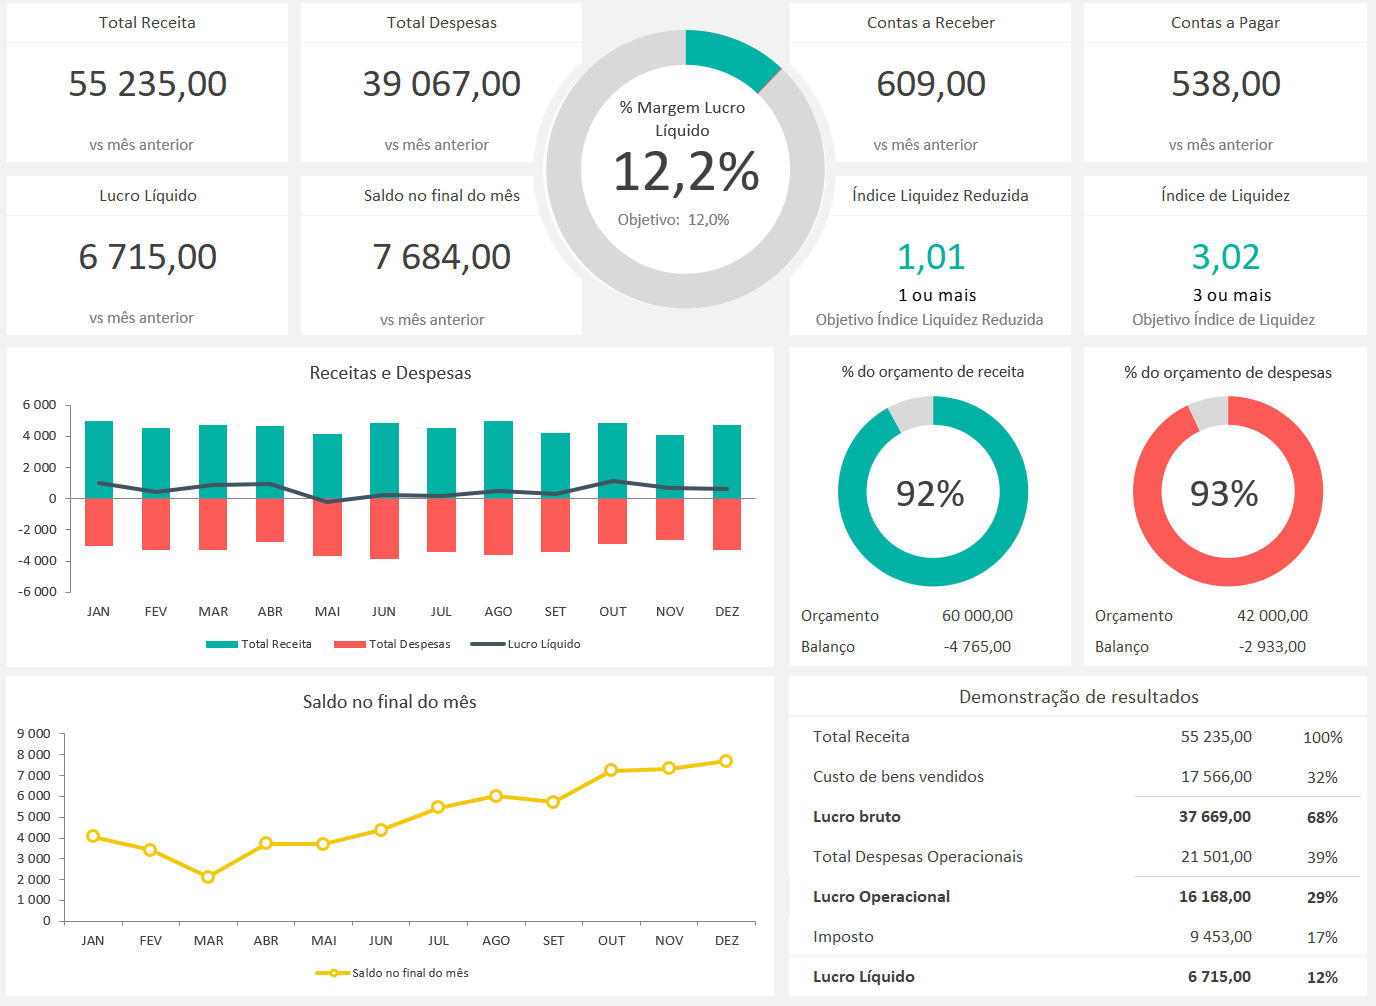 Total Receita
55 235,00
vs mês anterior
Total Despesas
39 067,00
vs mês anterior
% Margem Lucro
Líquido
12,2%
Objetivo: 12,0%
Contas a Receber
609,00
vs mês anterior
Contas a Pagar
538,00
vs mês anterior
Lucro Líquido
6 715,00
vs mês anterior
Saldo no final do mês
7 684,00
vs mês anterior
Índice Liquidez Reduzida
1,01
1 ou mais
Objetivo Índice Liquidez Reduzida
Índice de Liquidez
3,02
3 ou mais
Objetivo Índice de Liquidez
Receitas e Despesas
6 000
4 000
2 000
0
-2 000
-4 000
-6 000
JAN FEV MAR ABR MAI JUN JUL AGO SET OUT NOV DEZ
Total Receita Total Despesas Lucro Líquido
% do orçamento de receita
92%
Orçamento 60 000,00
Balanço -4 765,00
% do orçamento de despesas
93%
Orçamento 42 000,00
Balanço -2 933,00
Saldo no final do mês
9 000
8 000
7 000
6 000
5 000
4 000
3 000
2 000
1 000
0
JAN FEV MAR ABR MAI JUN JUL AGO SET OUT NOV DEZ
Saldo no final do mês
Demonstração de resultados
Total Receita 55 235,00 100%
Custo de bens vendidos 17 566,00 32%
Lucro bruto 37 669,00 68%
Total Despesas Operacionais 21 501,00 39%
Lucro Operacional 16 168,00 29%
Imposto 9 453,00 17%
Lucro Líquido 6 715,00 12%